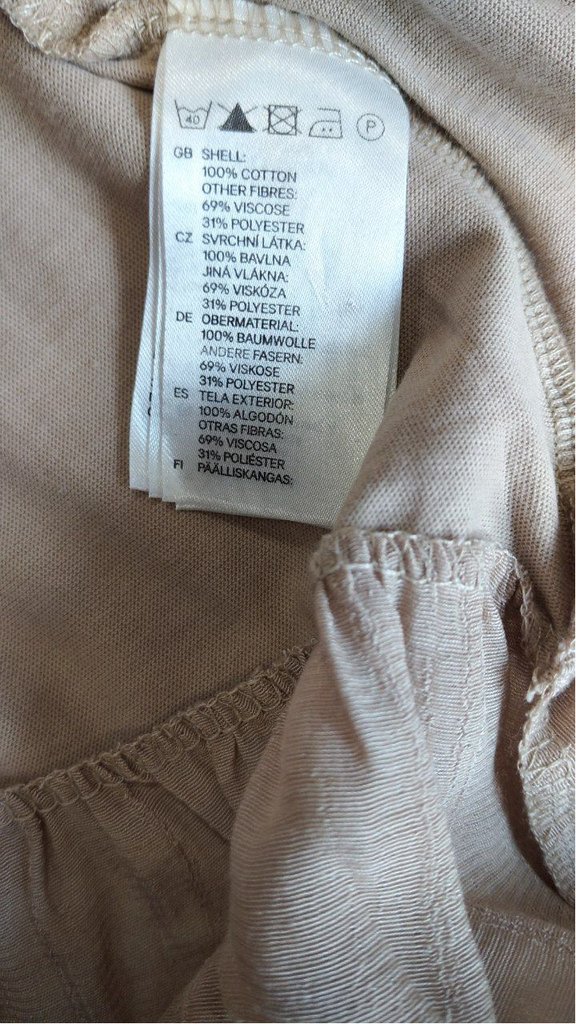 40
P
GB SHELL:
100% COTTON
OTHER FIBRES:
69% VISCOSE
31% POLYESTER
CZ SVRCHNÍ LÁTKA:
100% BAVLNA
JINÁ VLÁKNA:
69% VISKÓZA
31% POLYESTER
DE OBERMATERIAL:
100% BAUMWOLLE
ANDERE FASERN:
69% VISKOSE
31% POLYESTER
ES TELA EXTERIOR:
100% ALGODÓN
OTRAS FIBRAS:
69% VISCOSA
31% POLIÉSTER
FI PÄÄLLISKANGAS: